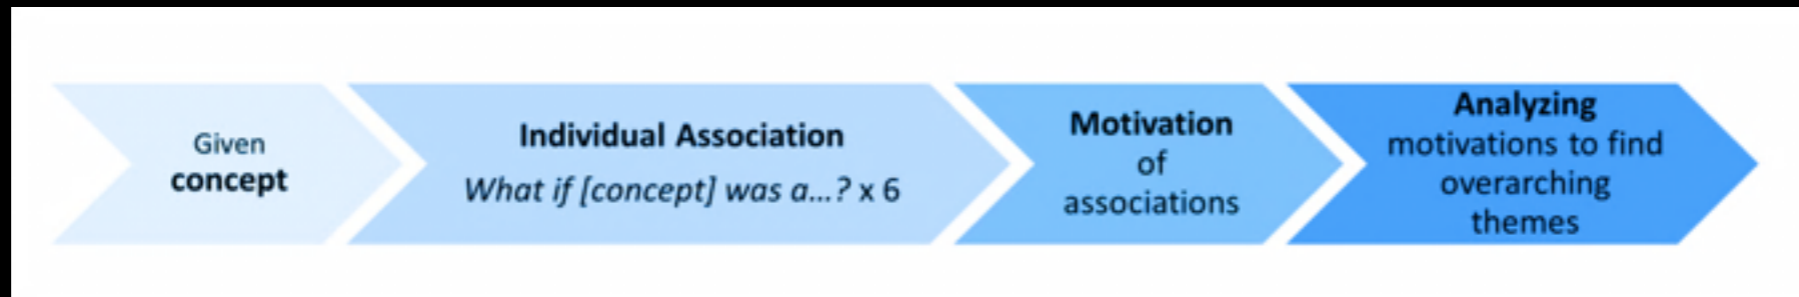 Given
concept
Individual Association
What if [concept] was a...? x 6
Motivation
of
associations
Analyzing
motivations to find
overarching
themes